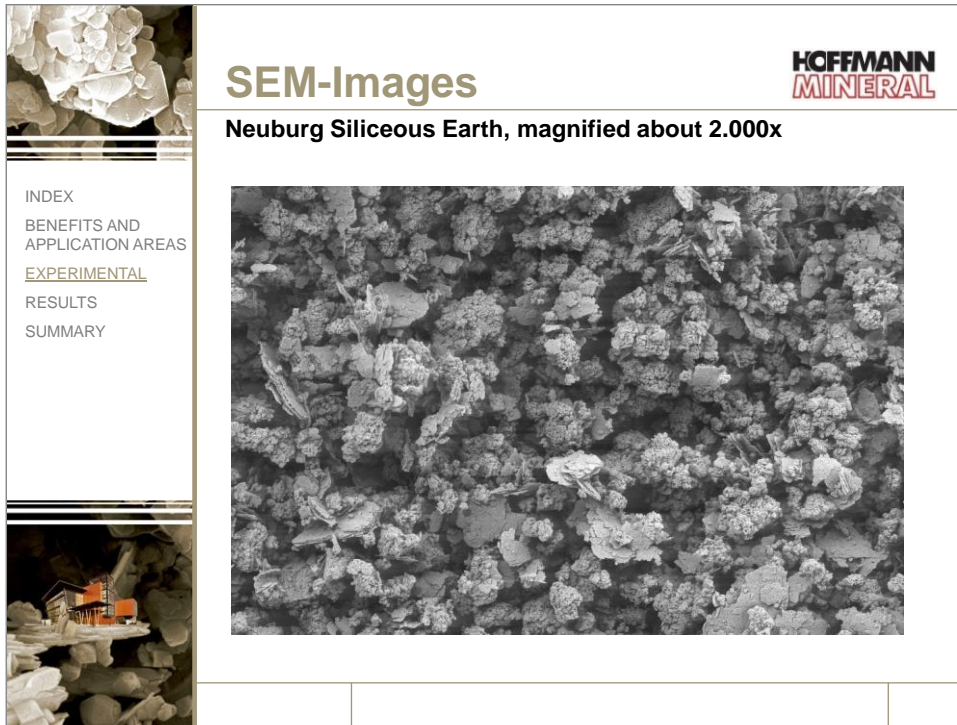 SEM-Images
HOFFMANN
MINERAL
Neuburg Siliceous Earth, magnified about 2.000x
INDEX
BENEFITS AND
APPLICATION AREAS
EXPERIMENTAL
RESULTS
SUMMARY